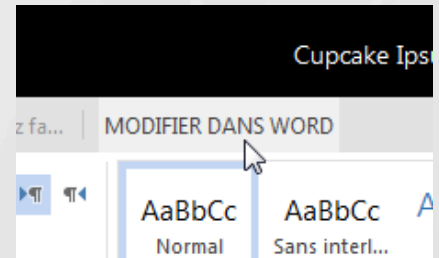 Cupcake Ipsu
z fa... MODIFIER DANS WORD
AaBbCc AaBbCc A
Normal Sans interl...